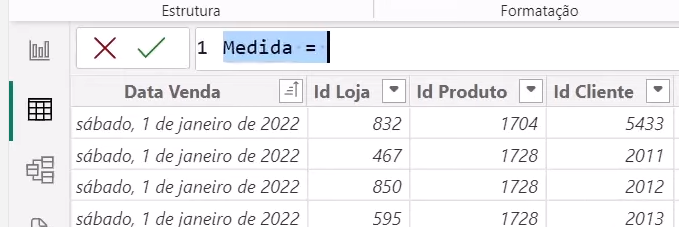 Estrutura Formatação
1 Medida =
Data Venda Id Loja Id Produto Id Cliente
sábado, 1 de janeiro de 2022 832 1704 5433
sábado, 1 de janeiro de 2022 467 1728 2011
sábado, 1 de janeiro de 2022 850 1728 2012
sábado, 1 de janeiro de 2022 595 1728 2013